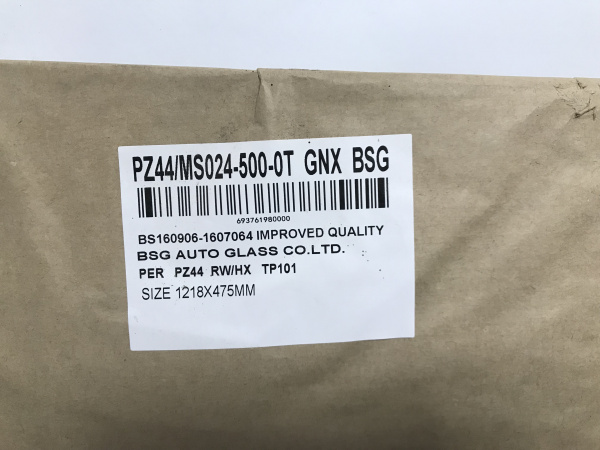 PZ44/MS024-500-0T GNX BSG
693761980000
BS160906-1607064 IMPROVED QUALITY
BSG AUTO GLASS CO.LTD.
PER PZ44 RW/HX TP101
SIZE 1218X475MM